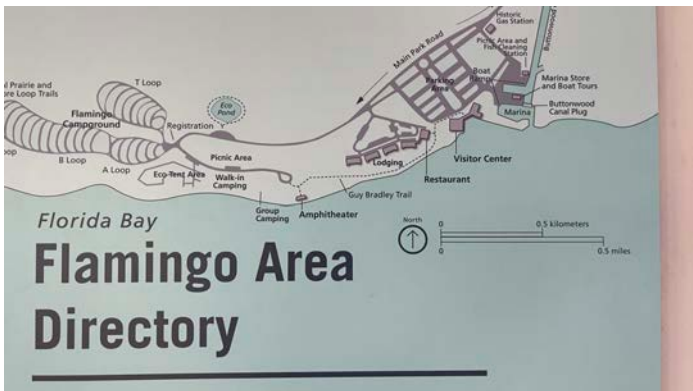 Historic
Gas Station
Main Park Road
Picnic Area and
Fish Cleaning
Station
Buttonwood
T Loop
Parking
Area
Boat
Ramp
Marina Store
and Boat Tours
l Prairie and
ore Loop Trails
Eco
Pond
Flamingo
Campground
Registration
Buttonwood
Canal Plug
Marina
oop
B Loop
A Loop
Picnic Area
Eco Tent Area
Walk-in
Camping
Lodging
Visitor Center
Restaurant
Guy Bradley Trail
Group
Camping
Amphitheater
Florida Bay
North
0 0.5 kilometers
0 0.5 miles
Flamingo Area
Directory